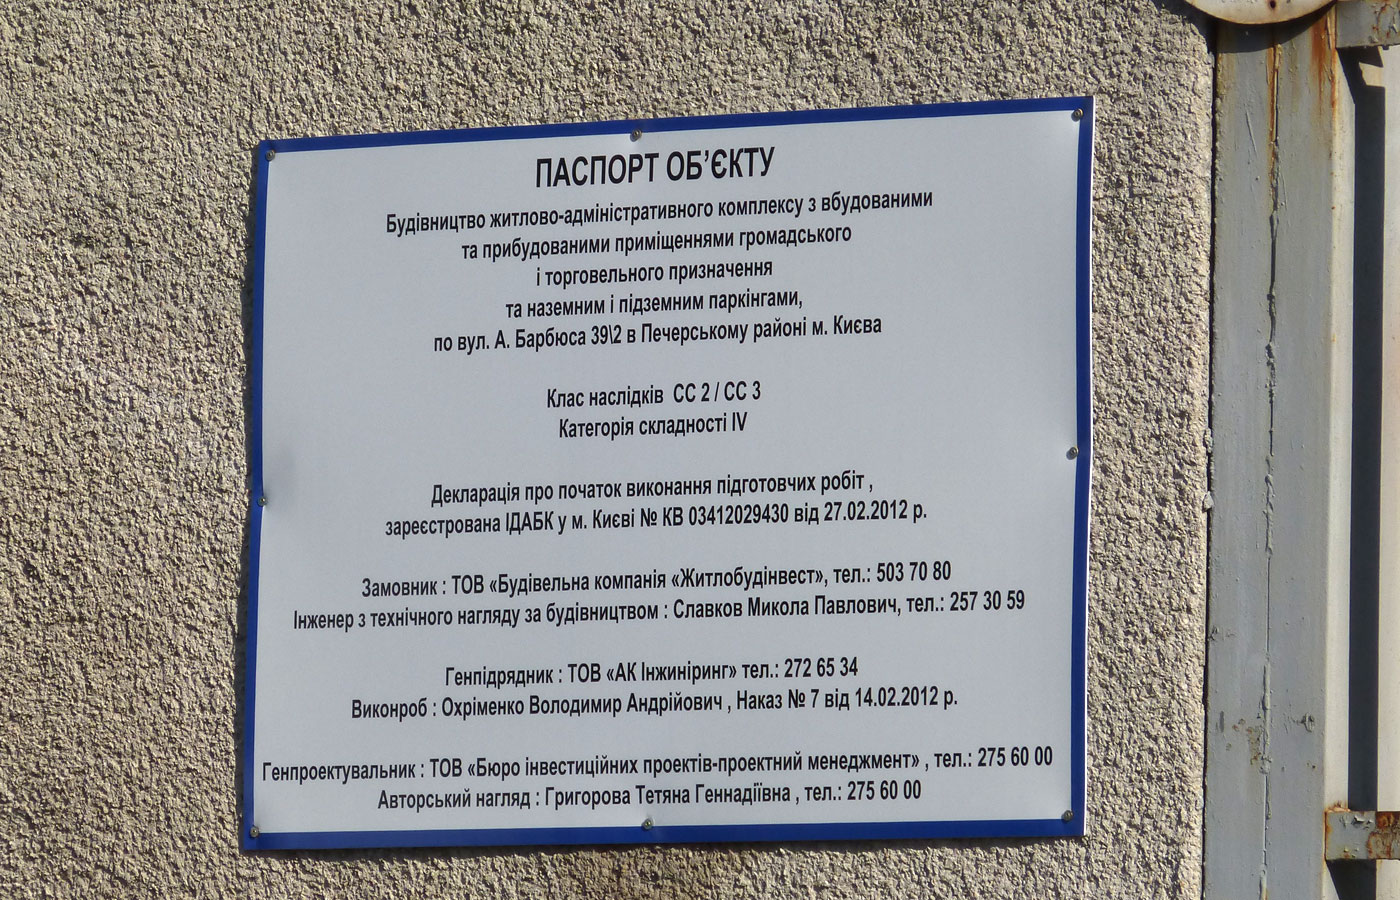 ПАСПОРТ ОБ’ЄКТУ
Будівництво житлово-адміністративного комплексу з вбудованими
та прибудованими приміщеннями громадського
і торговельного призначення
та наземним і підземним паркінгами,
по вул. А. Барбюса 39\2 в Печерському районі м. Києва
Клас наслідків СС 2 / СС 3
Категорія складності IV
Декларація про початок виконання підготовчих робіт ,
зареєстрована ІДАБК у м. Києві № КВ 03412029430 від 27.02.2012 р.
Замовник : ТОВ «Будівельна компанія «Житлобудінвест», тел.: 503 70 80
Інженер з технічного нагляду за будівництвом : Славков Микола Павлович, тел.: 257 30 59
Генпідрядник : ТОВ «АК Інжиніринг» тел.: 272 65 34
Виконроб : Охріменко Володимир Андрійович , Наказ № 7 від 14.02.2012 р.
Генпроектувальник : ТОВ «Бюро інвестиційних проектів-проектний менеджмент» , тел.: 275 60 00
Авторський нагляд : Григорова Тетяна Геннадіївна , тел.: 275 60 00